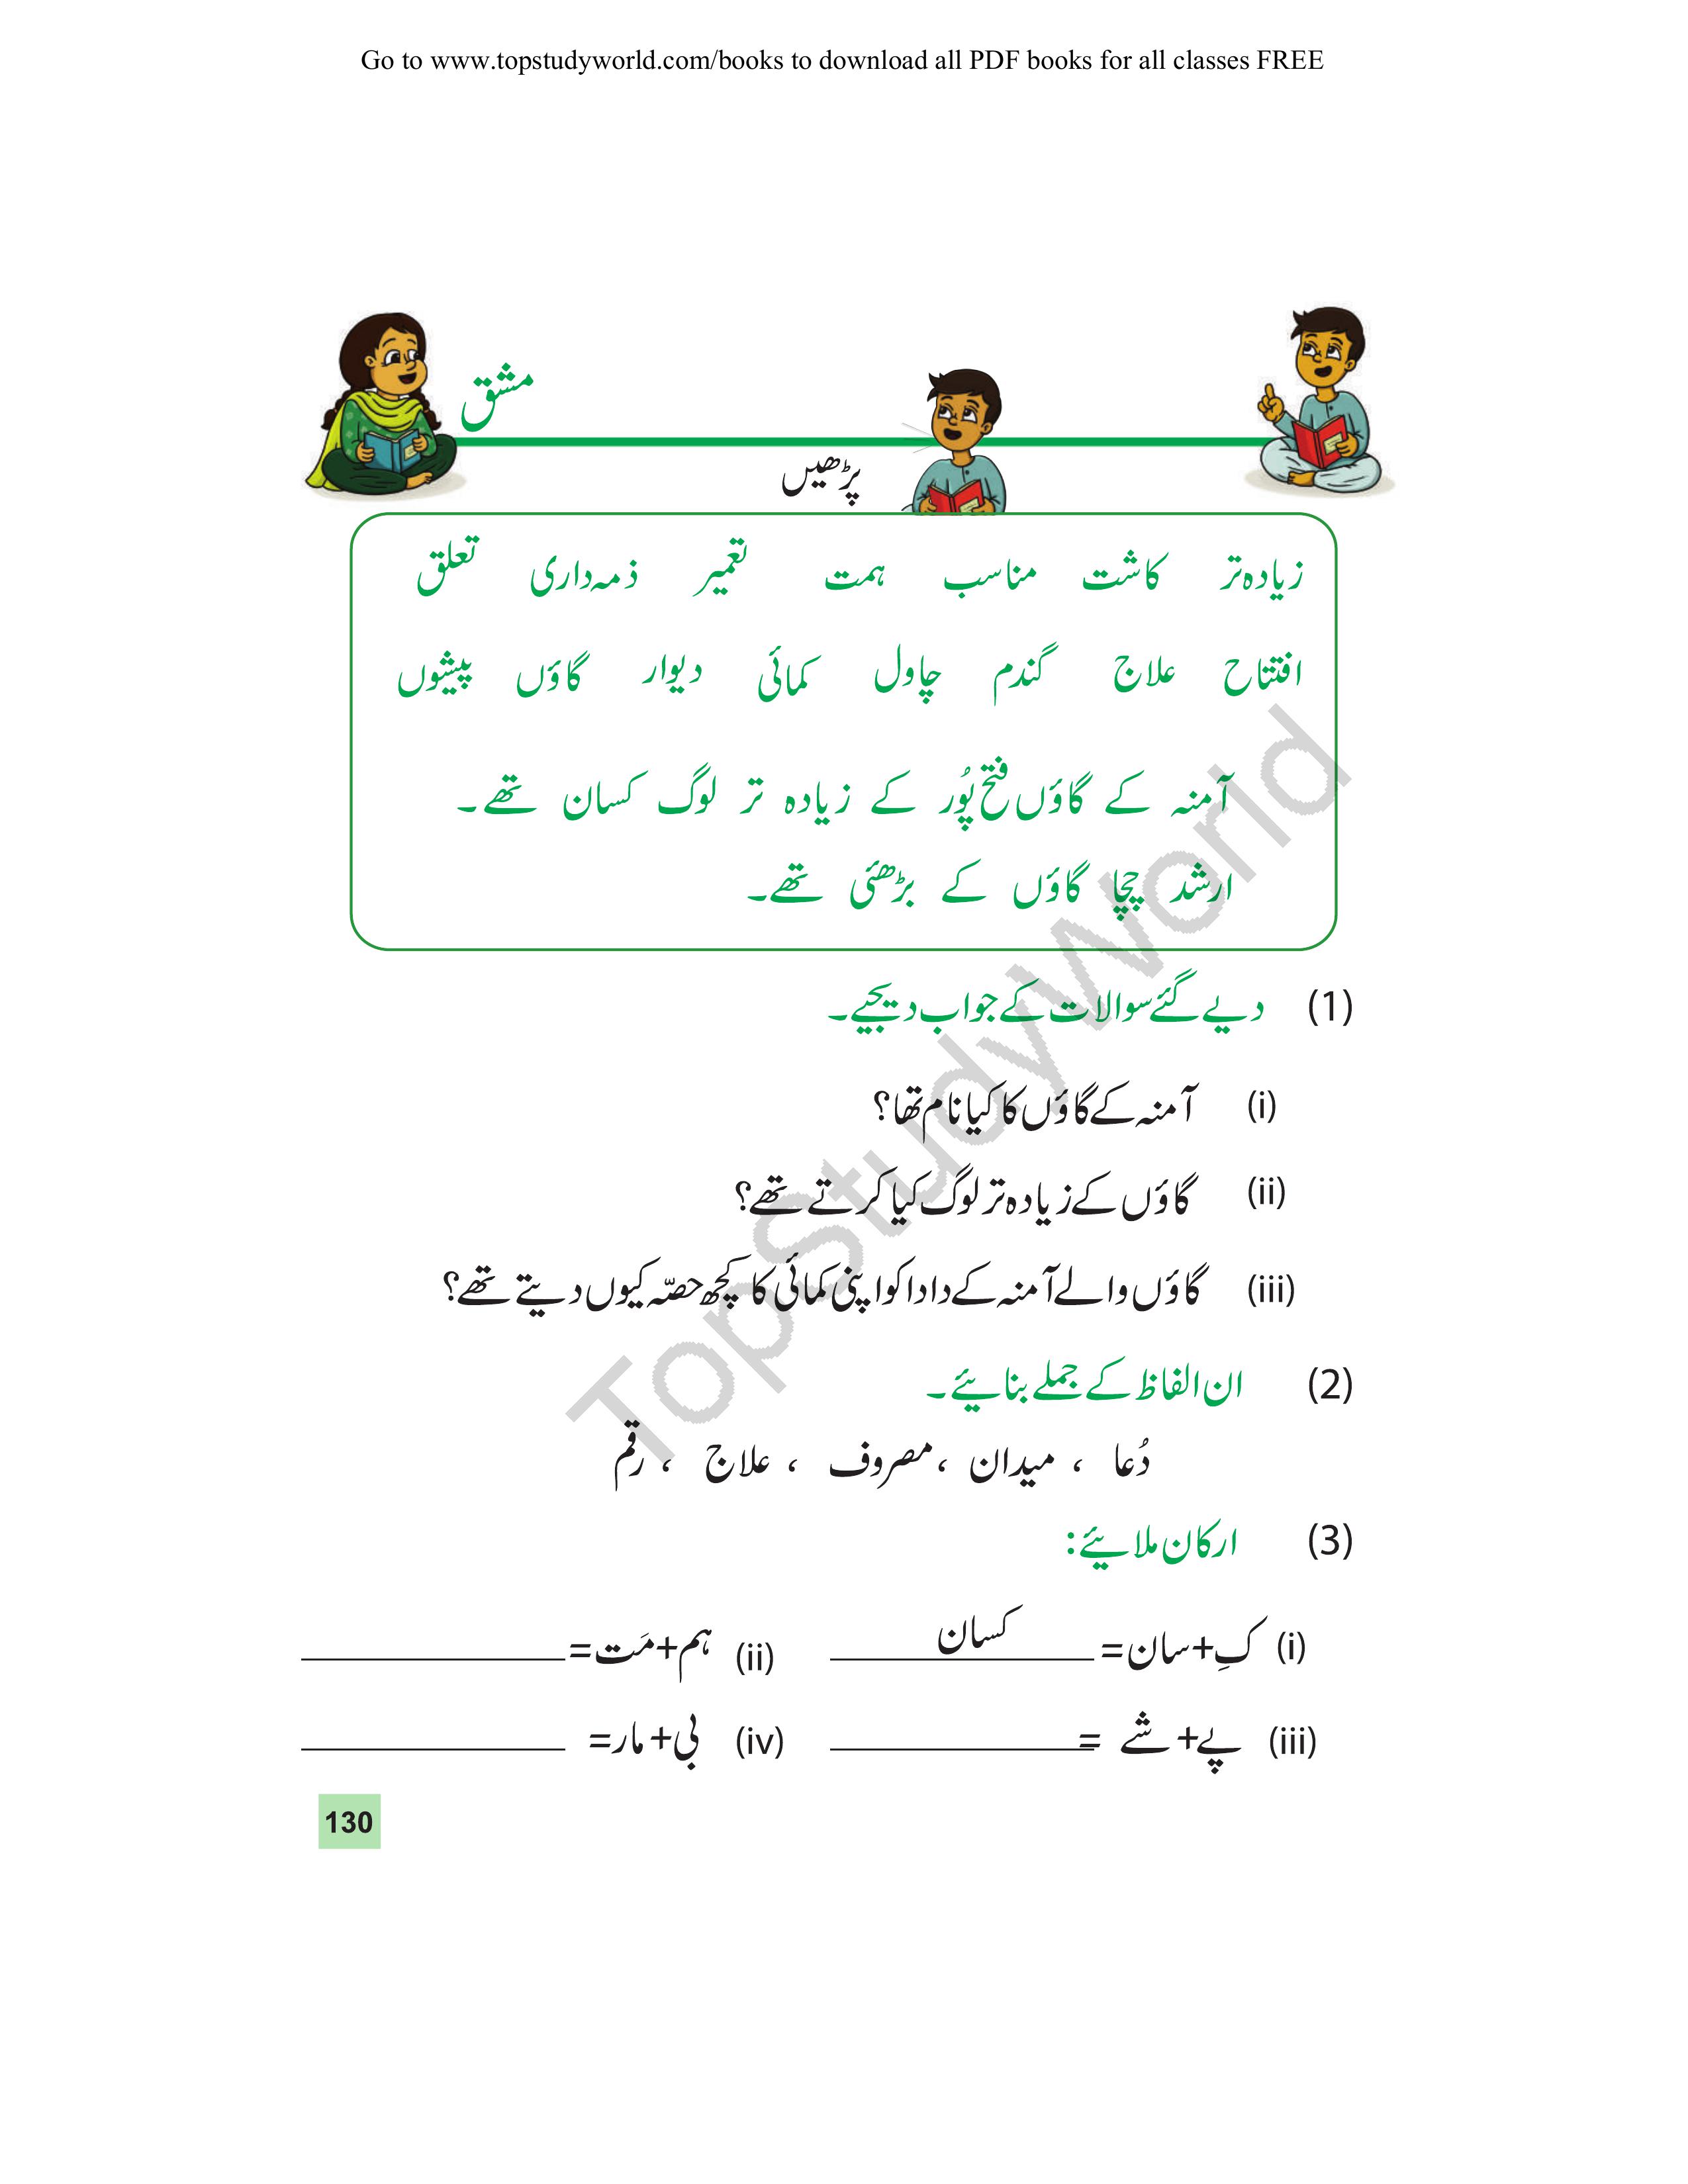 Go to www.topstudyworld.com/books to download all PDF books for all classes FREE
مشق
پڑھیں
زیادہ تر کاشت مناسب ہمت تعمیر ذمہ داری تعلق
افتتاح علاج گندم چاول کمائی دیوار گاؤں پیشوں
آمنہ کے گاؤں فتح پُور کے زیادہ تر لوگ کسان تھے۔
ارشد چچا گاؤں کے بڑھئی تھے۔
(1) دیے گئے سوالات کے جواب دیجیے۔
(i) آمنہ کے گاؤں کا کیا نام تھا؟
(ii) گاؤں کے زیادہ تر لوگ کیا کرتے تھے؟
(iii) گاؤں والے آمنہ کے دادا کو اپنی کمائی کا کچھ حصّہ کیوں دیتے تھے؟
(2) ان الفاظ کے جملے بنائیے۔
دُعا ، میدان ، مصروف ، علاج ، رقم
(3) ارکان ملائیے:
(i) کِ+سان= کسان (ii) ہم+مَت=
(iii) پے+شے = (iv) بی+مار=
130
TopStudyWorld